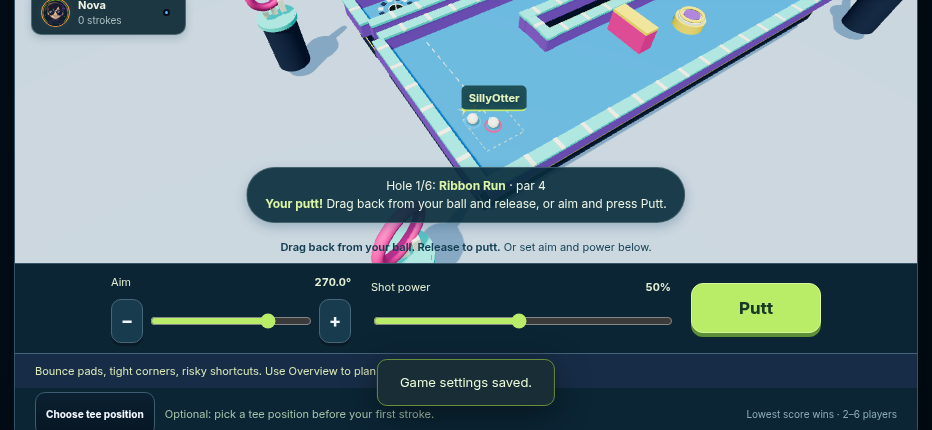 Nova
0 strokes
SillyOtter
Hole 1/6: Ribbon Run · par 4
Your putt! Drag back from your ball and release, or aim and press Putt.
Drag back from your ball. Release to putt. Or set aim and power below.
Aim
270.0°
Shot power
50%
−
+
Putt
Bounce pads, tight corners, risky shortcuts. Use Overview to plan
Game settings saved.
Choose tee position
Optional: pick a tee position before your first stroke.
Lowest score wins · 2–6 players